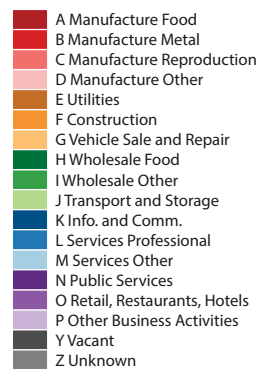 A Manufacture Food
B Manufacture Metal
C Manufacture Reproduction
D Manufacture Other
E Utilities
F Construction
G Vehicle Sale and Repair
H Wholesale Food
I Wholesale Other
J Transport and Storage
K Info. and Comm.
L Services Professional
M Services Other
N Public Services
O Retail, Restaurants, Hotels
P Other Business Activities
Y Vacant
Z Unknown